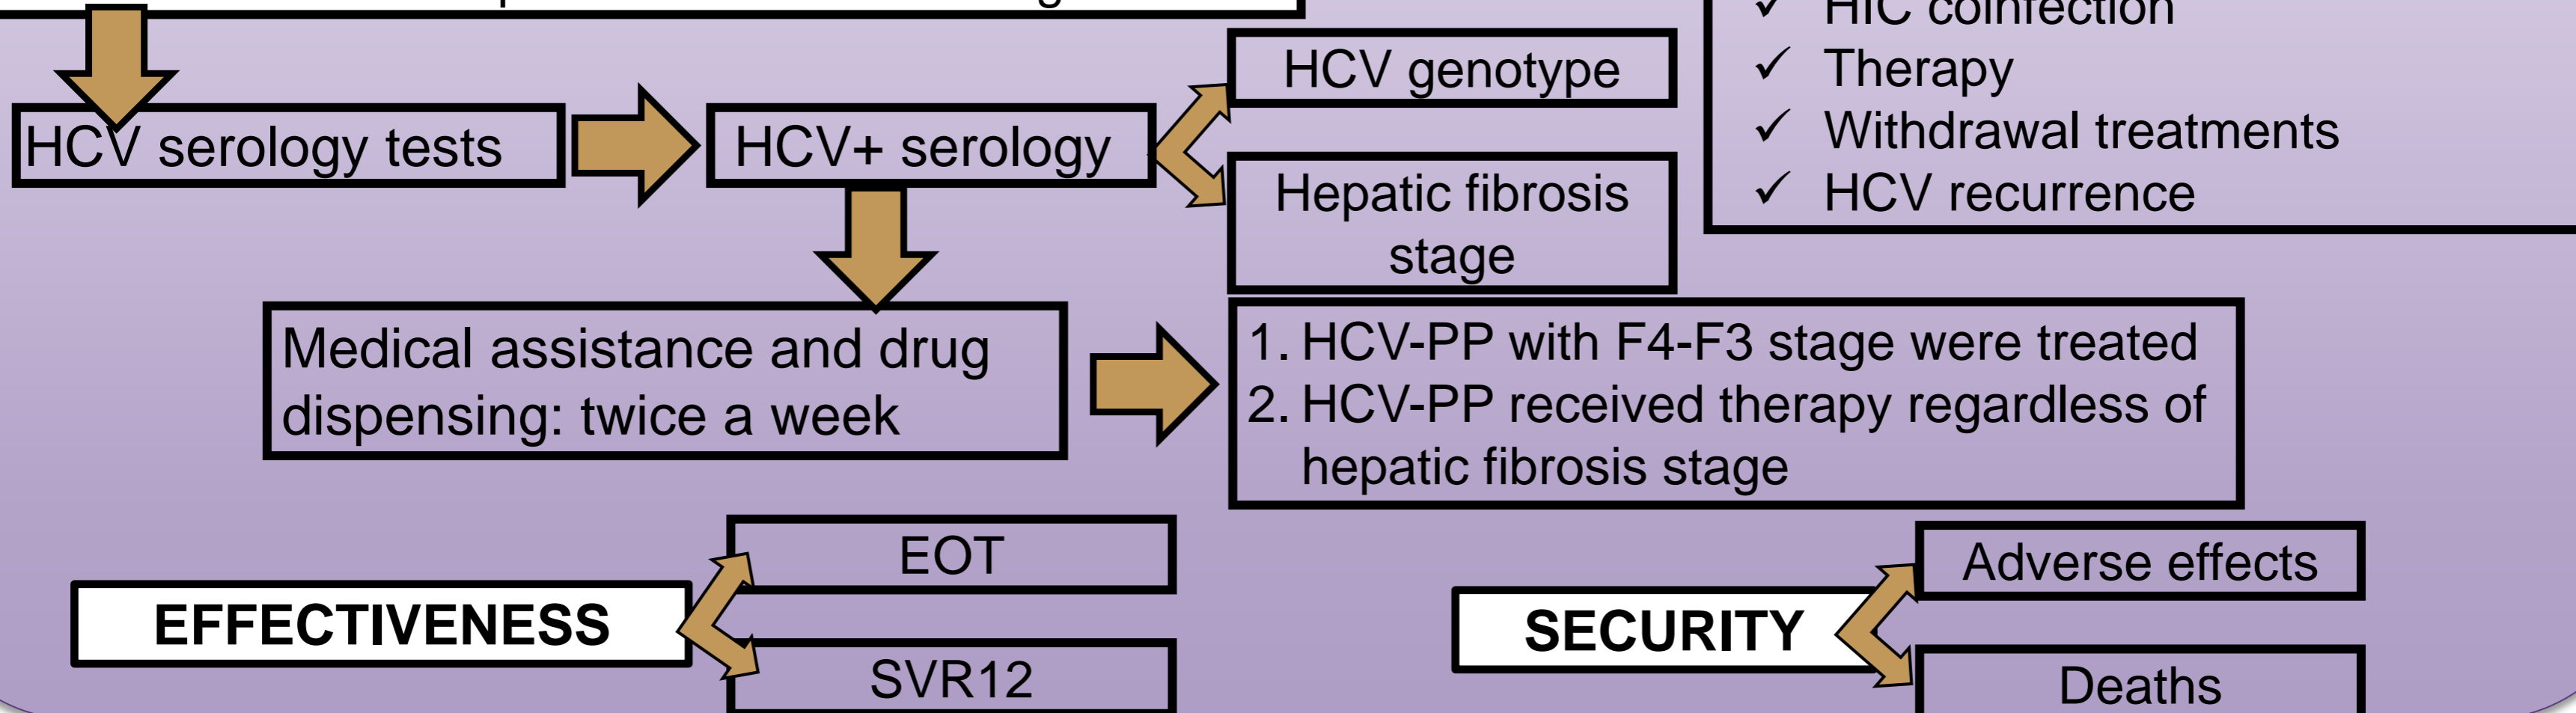 HIC coinfection
✓ Therapy
✓ Withdrawal treatments
✓ HCV recurrence
HCV serology tests
HCV+ serology
HCV genotype
Hepatic fibrosis
stage
Medical assistance and drug
dispensing: twice a week
1. HCV-PP with F4-F3 stage were treated
2. HCV-PP received therapy regardless of
hepatic fibrosis stage
EFFECTIVENESS
EOT
SVR12
SECURITY
Adverse effects
Deaths